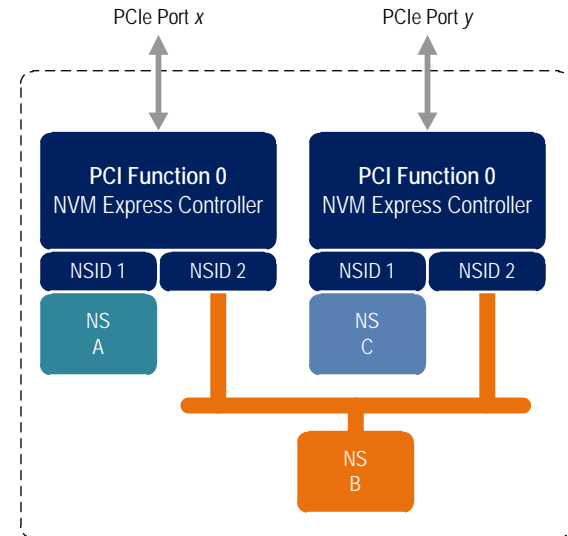 PCIe Port x
PCIe Port y
PCI Function 0
NVM Express Controller
PCI Function 0
NVM Express Controller
NSID 1
NSID 2
NSID 1
NSID 2
NS
A
NS
C
NS
B